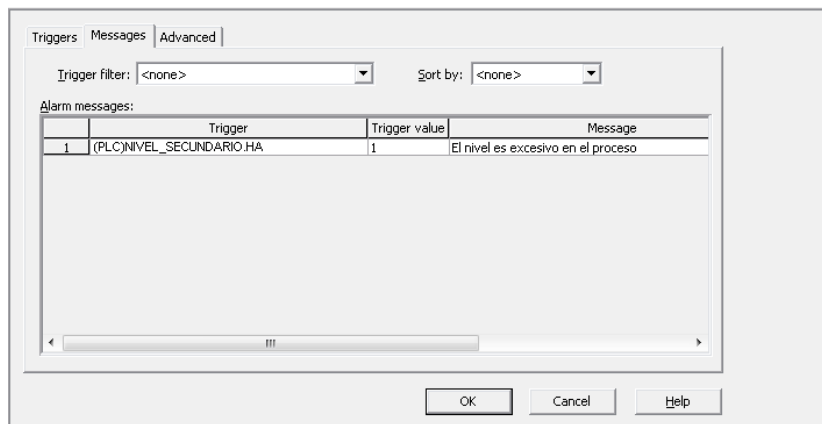 Triggers Messages Advanced
Trigger filter: <none> Sort by: <none>
Alarm messages:
Trigger Trigger value Message
1 (PLC)NIVEL_SECUNDARIO.HA 1 El nivel es excesivo en el proceso
OK Cancel Help